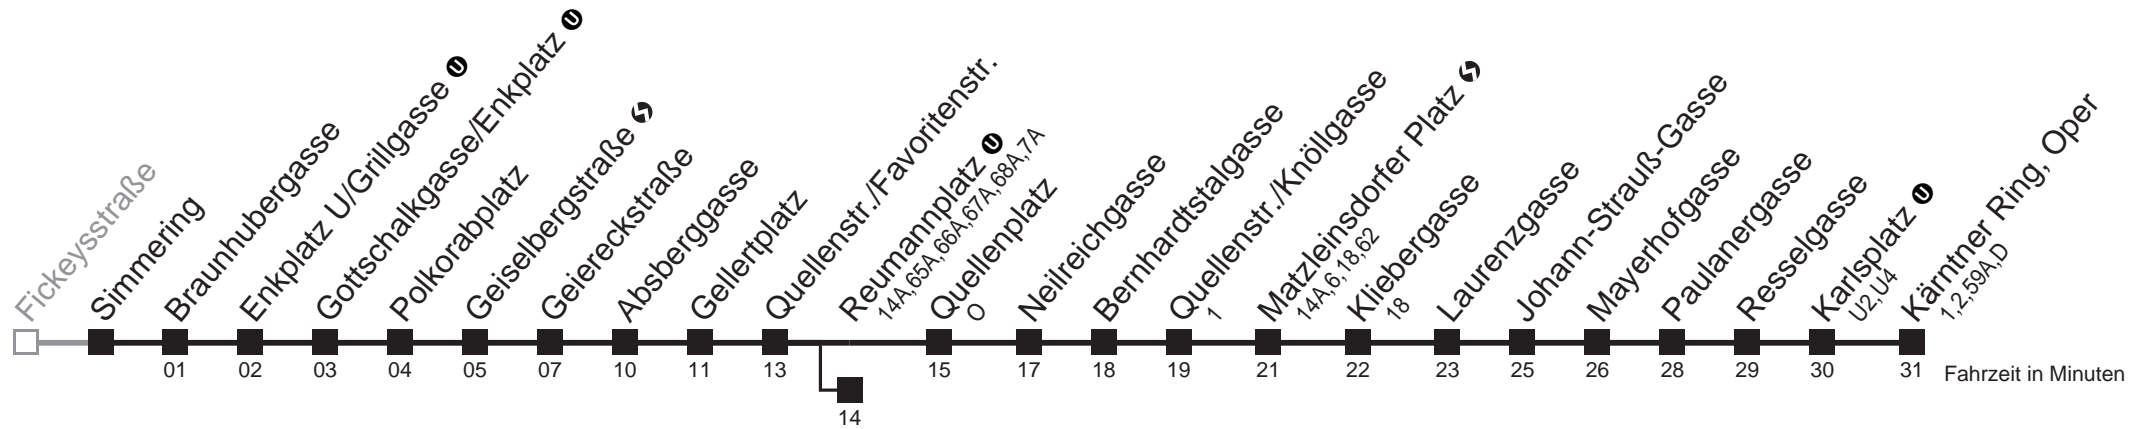 Fickeysstraße
Simmering
Braunhubergasse
Enkplatz U/Grillgasse U
Gottschalkgasse/Enkplatz U
Polkorabplatz
Geiselbergstraße
Geiereckstraße
Absberggasse
Gellertplatz
Quellenstr./Favoritenstr.
Reumannplatz U
14A,65A,66A,67A,68A,7A
Quellenplatz
O
Neilreichgasse
Bernhardtstalgasse
Quellenstr./Knöllgasse
1
Matzleinsdorfer Platz
14A,6,18,62
Kliebergasse
18
Laurenzgasse
Johann-Strauß-Gasse
Mayerhofgasse
Paulanergasse
Resselgasse
Karlsplatz U
U2,U4
Kärntner Ring, Oper
1,2,59A,D
01 02 03 04 05 07 10 11 13 15 17 18 19 21 22 23 25 26 28 29 30 31 Fahrzeit in Minuten
14